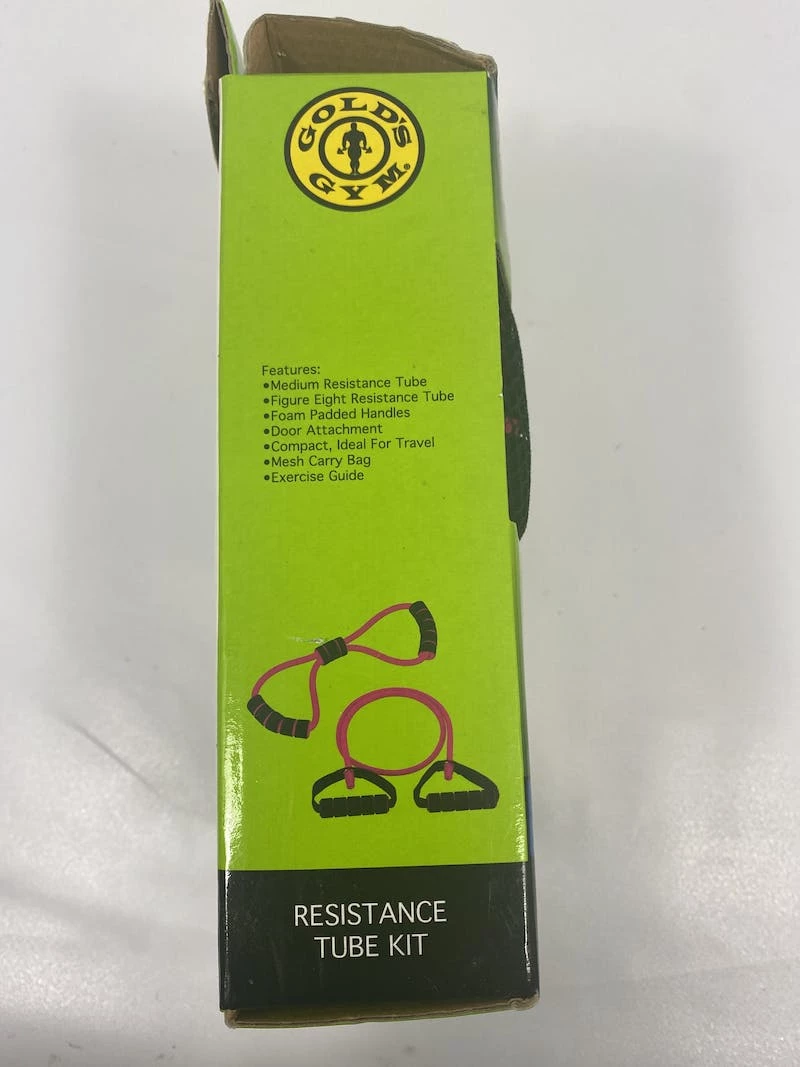 GOLD'S
GYM®
Features:
•Medium Resistance Tube
•Figure Eight Resistance Tube
•Foam Padded Handles
•Door Attachment
•Compact, Ideal For Travel
•Mesh Carry Bag
•Exercise Guide
RESISTANCE
TUBE KIT